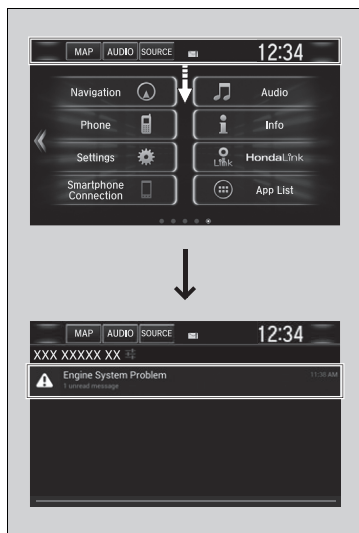 MAP AUDIO SOURCE 12:34
Navigation Audio
Phone Info
Settings Link HondaLink
Smartphone App List
Connection
MAP AUDIO SOURCE 12:34
XXX XXXXX XX
Engine System Problem 11:30 AM
1 unread message